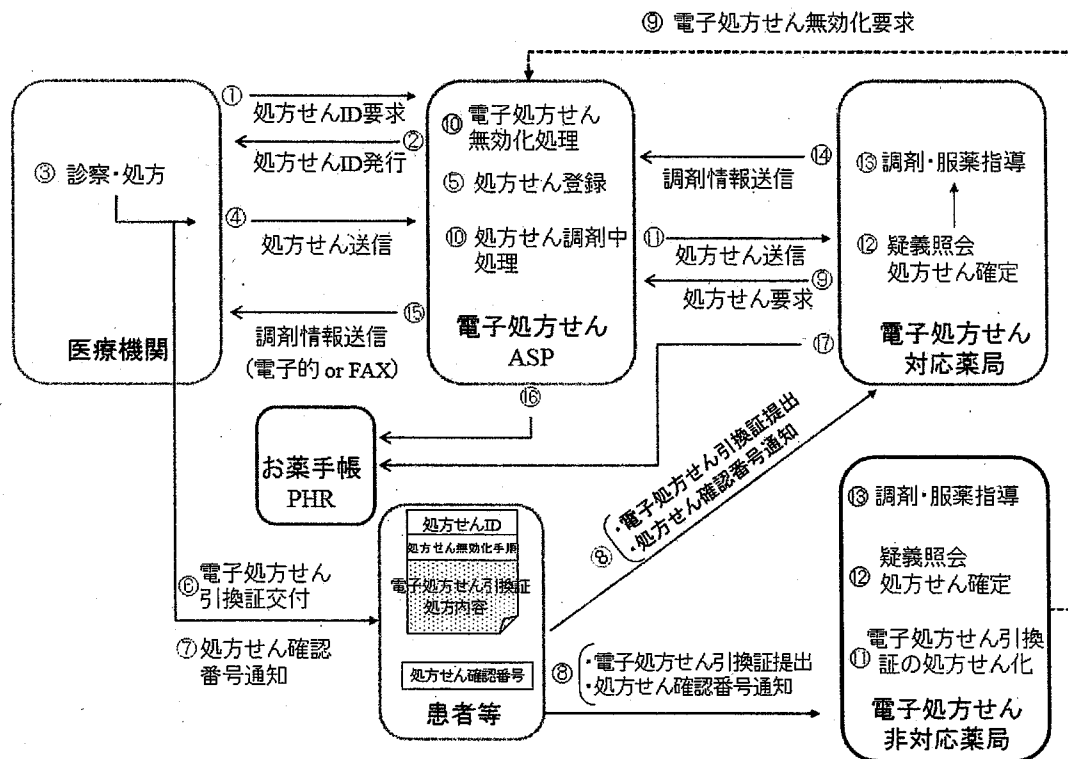 ⑨ 電子処方せん無効化要求
①
処方せんID要求
②
処方せんID発行
③ 診察・処方
④
処方せん送信
⑮
調剤情報送信
(電子的 or FAX)
医療機関
⑩ 電子処方せん
無効化処理
⑤ 処方せん登録
⑩ 処方せん調剤中
処理
電子処方せん
ASP
⑭
調剤情報送信
⑪
処方せん送信
⑨
処方せん要求
⑰
⑬調剤・服薬指導
⑫ 疑義照会
処方せん確定
電子処方せん
対応薬局
⑯
お薬手帳
PHR
⑥電子処方せん
引換証交付
⑦処方せん確認
番号通知
処方せんID
処方せん無効化手順
電子処方せん引換証
処方内容
処方せん確認番号
患者等
⑧
・電子処方せん引換証提出
・処方せん確認番号通知
⑧
・電子処方せん引換証提出
・処方せん確認番号通知
⑬調剤・服薬指導
⑫ 疑義照会
処方せん確定
⑪電子処方せん引換
証の処方せん化
電子処方せん
非対応薬局